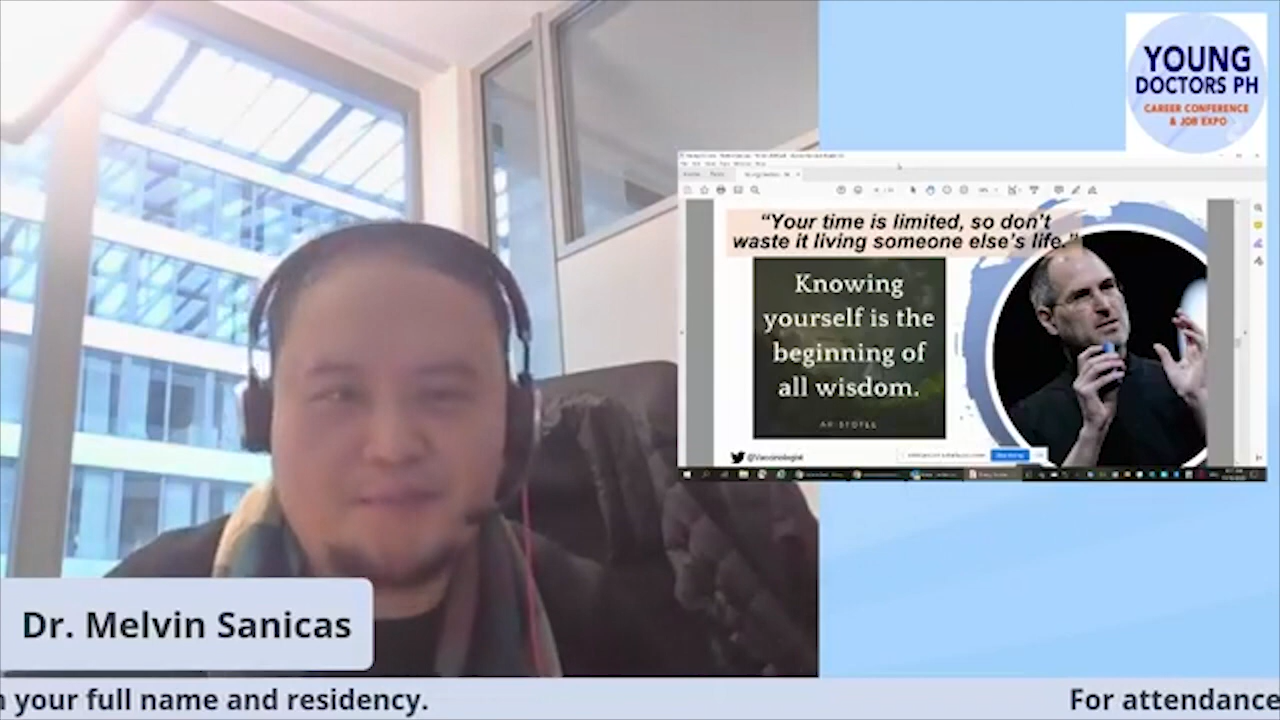 YOUNG
DOCTORS PH
CAREER CONFERENCE
& JOB EXPO
“Your time is limited, so don’t
waste it living someone else’s life.”
Knowing
yourself is the
beginning of
all wisdom.
ARISTOTLE
@Vaccinologist
Dr. Melvin Sanicas
your full name and residency.
For attendance